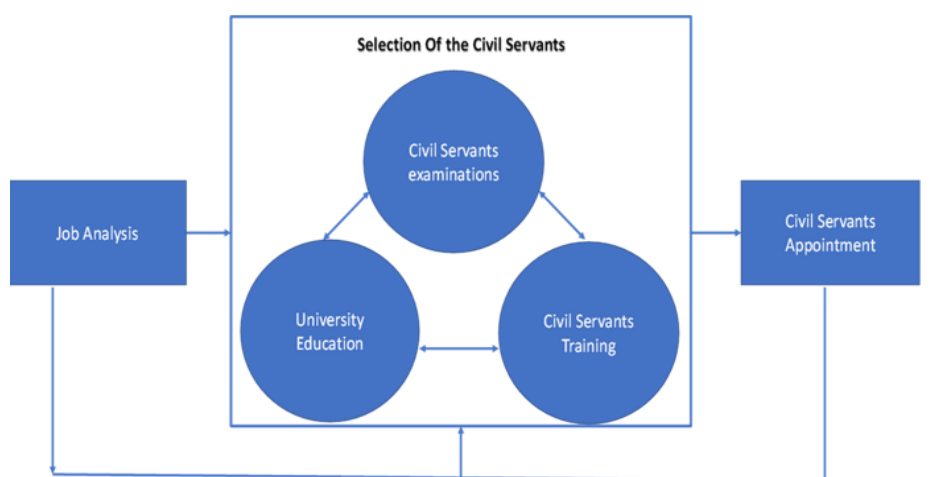 Selection Of the Civil Servants
Civil Servants
examinations
Job Analysis
Civil Servants
Appointment
University
Education
Civil Servants
Training